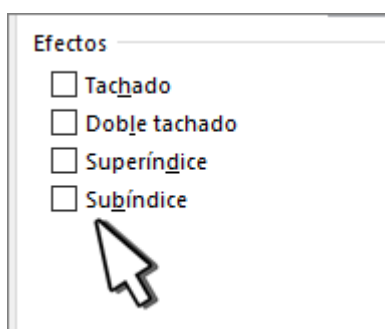 Efectos
Tachado
Doble tachado
Superíndice
Subíndice